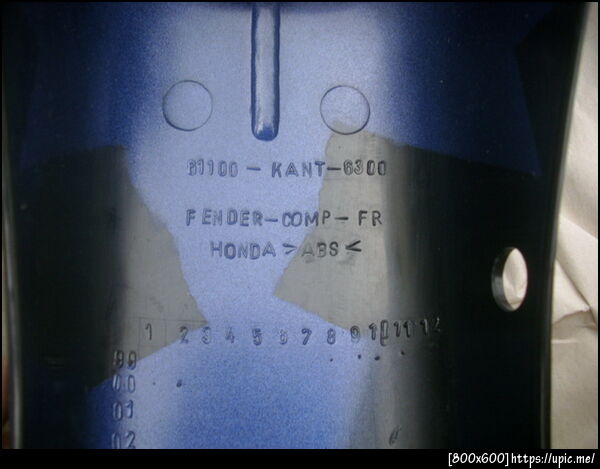 61100-KANT-6300
FENDER-COMP-FR
HONDA >ABS<
1 2 3 4 5 6 7 8 9 10 11 12
99
00
01
02
[800x600]https://upic.me/